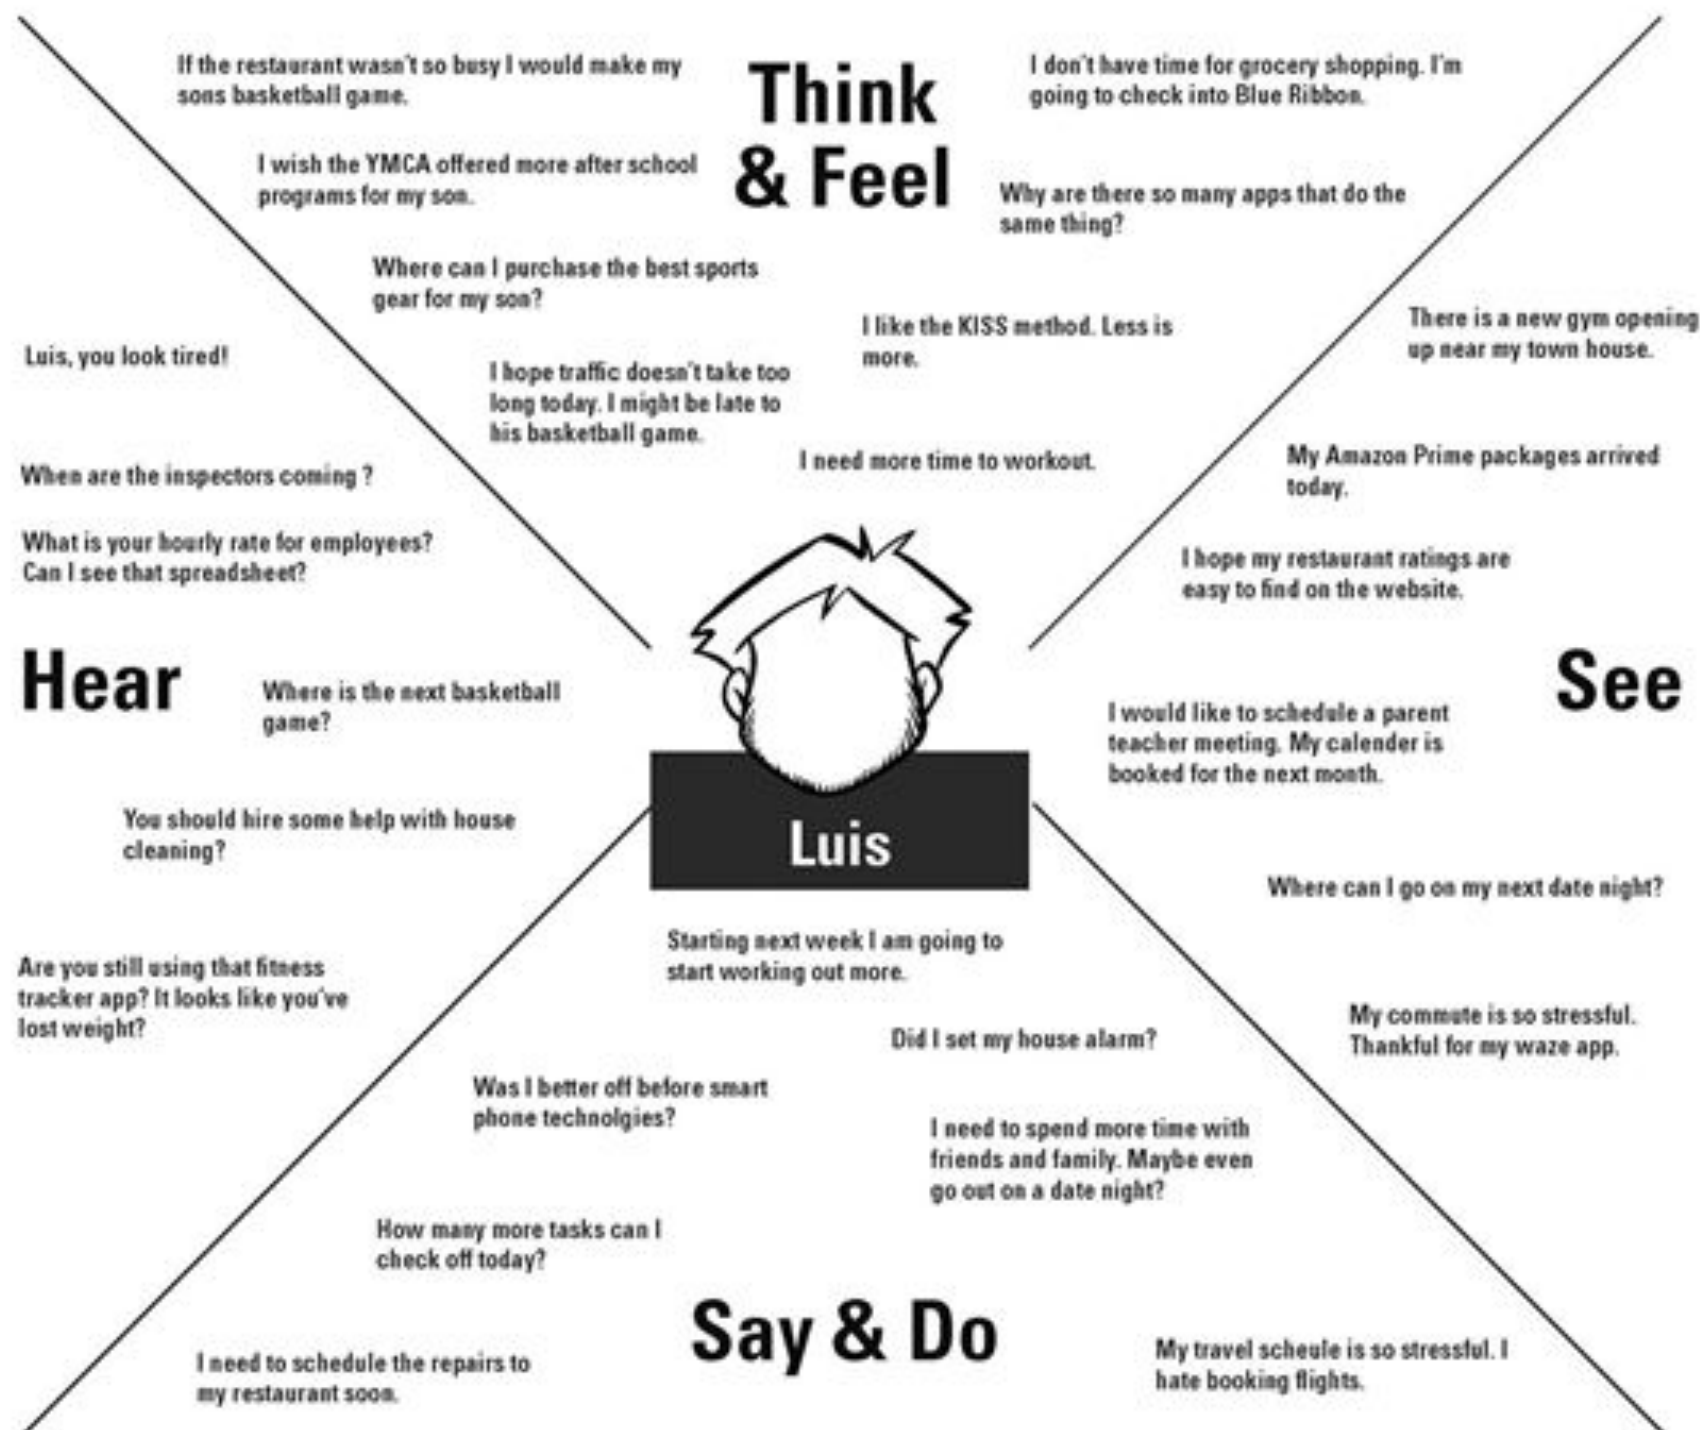 If the restaurant wasn't so busy I would make my
sons basketball game.
Think
& Feel
I don't have time for grocery shopping. I'm
going to check into Blue Ribbon.
I wish the YMCA offered more after school
programs for my son.
Why are there so many apps that do the
same thing?
Where can I purchase the best sports
gear for my son?
I like the KISS method. Less is
more.
I hope traffic doesn't take too
long today. I might be late to
his basketball game.
I need more time to workout.
Luis, you look tired!
When are the inspectors coming ?
What is your hourly rate for employees?
Can I see that spreadsheet?
Hear
Where is the next basketball
game?
You should hire some help with house
cleaning?
Are you still using that fitness
tracker app? It looks like you've
lost weight?
There is a new gym opening
up near my town house.
My Amazon Prime packages arrived
today.
I hope my restaurant ratings are
easy to find on the website.
See
I would like to schedule a parent
teacher meeting. My calender is
booked for the next month.
Where can I go on my next date night?
My commute is so stressful.
Thankful for my waze app.
Luis
Starting next week I am going to
start working out more.
Did I set my house alarm?
Was I better off before smart
phone technolgies?
I need to spend more time with
friends and family. Maybe even
go out on a date night?
How many more tasks can I
check off today?
Say & Do
I need to schedule the repairs to
my restaurant soon.
My travel scheule is so stressful. I
hate booking flights.